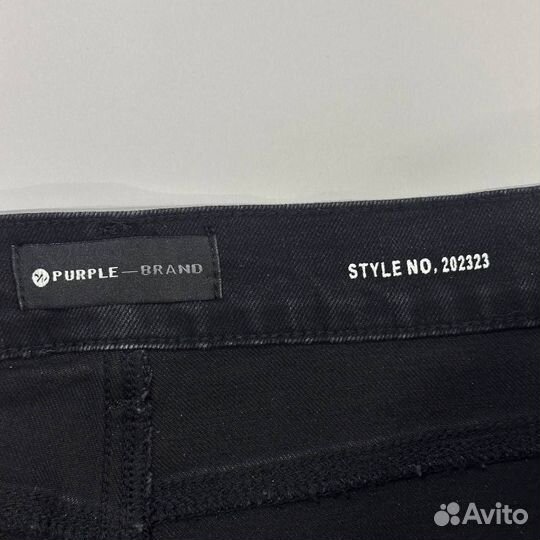 PURPLE—BRAND
STYLE NO. 202323
Avito